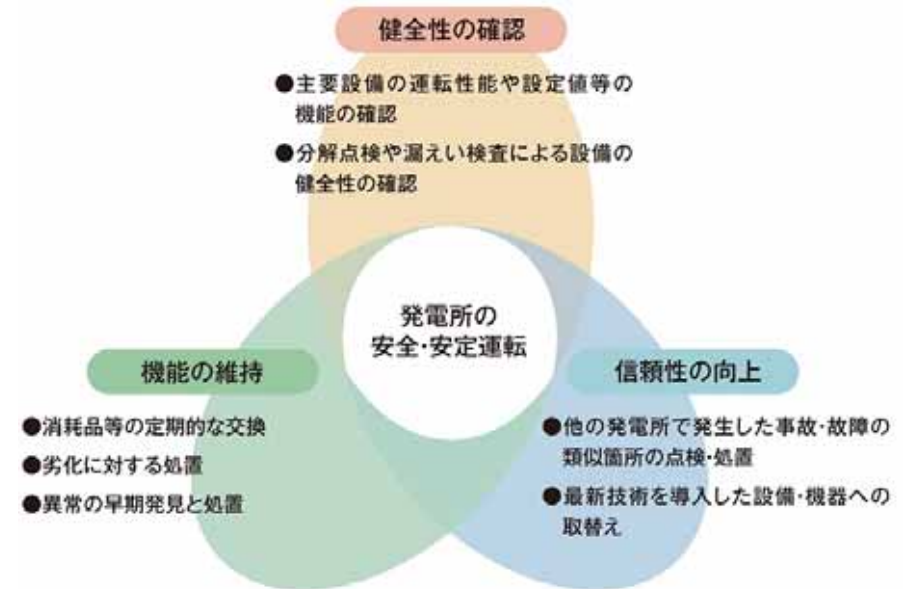 健全性の確認
●主要設備の運転性能や設定値等の
機能の確認
●分解点検や漏えい検査による設備の
健全性の確認
発電所の
安全・安定運転
機能の維持
●消耗品等の定期的な交換
●劣化に対する処置
●異常の早期発見と処置
信頼性の向上
●他の発電所で発生した事故・故障の
類似箇所の点検・処置
●最新技術を導入した設備・機器への
取替え